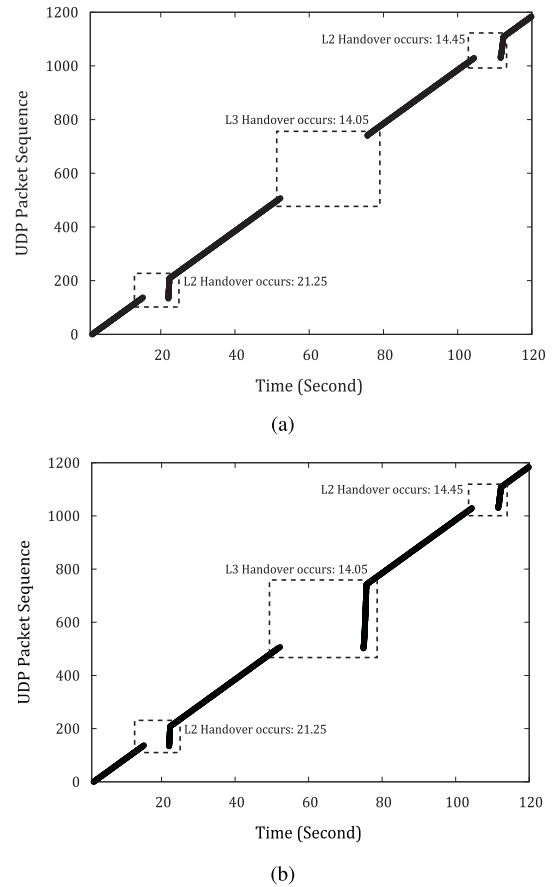 1200
1000
800
600
400
200
0
UDP Packet Sequence
L2 Handover occurs: 14.45
L3 Handover occurs: 14.05
L2 Handover occurs: 21.25
20 40 60 80 100 120
Time (Second)
(a)
1200
1000
800
600
400
200
0
UDP Packet Sequence
L2 Handover occurs: 14.45
L3 Handover occurs: 14.05
L2 Handover occurs: 21.25
20 40 60 80 100 120
Time (Second)
(b)